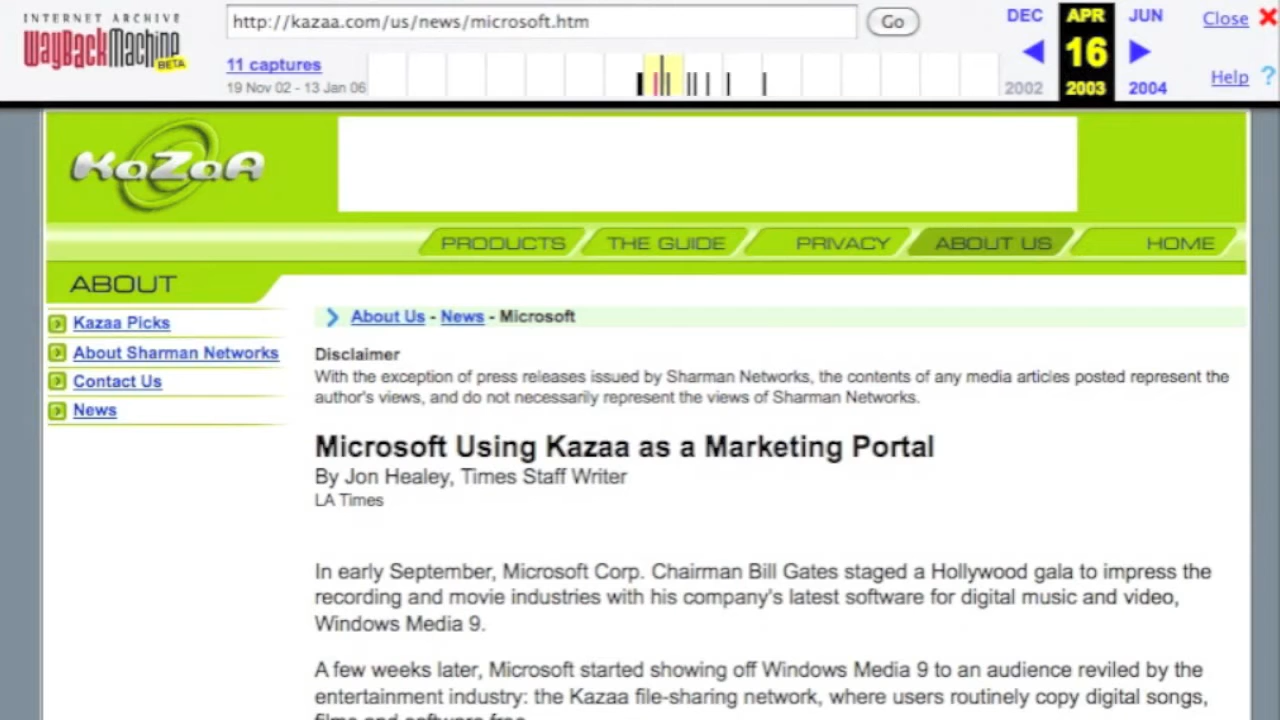 INTERNET ARCHIVE
WayBackMachine
BETA
http://kazaa.com/us/news/microsoft.htm
Go
11 captures
19 Nov 02 - 13 Jan 06
DEC APR JUN
16
2002 2003 2004
Close
Help ?
KaZaA
PRODUCTS THE GUIDE PRIVACY ABOUT US HOME
ABOUT
Kazaa Picks
About Sharman Networks
Contact Us
News
About Us - News - Microsoft
Disclaimer
With the exception of press releases issued by Sharman Networks, the contents of any media articles posted represent the
author's views, and do not necessarily represent the views of Sharman Networks.
Microsoft Using Kazaa as a Marketing Portal
By Jon Healey, Times Staff Writer
LA Times
In early September, Microsoft Corp. Chairman Bill Gates staged a Hollywood gala to impress the
recording and movie industries with his company's latest software for digital music and video,
Windows Media 9.
A few weeks later, Microsoft started showing off Windows Media 9 to an audience reviled by the
entertainment industry: the Kazaa file-sharing network, where users routinely copy digital songs,
films and software free.